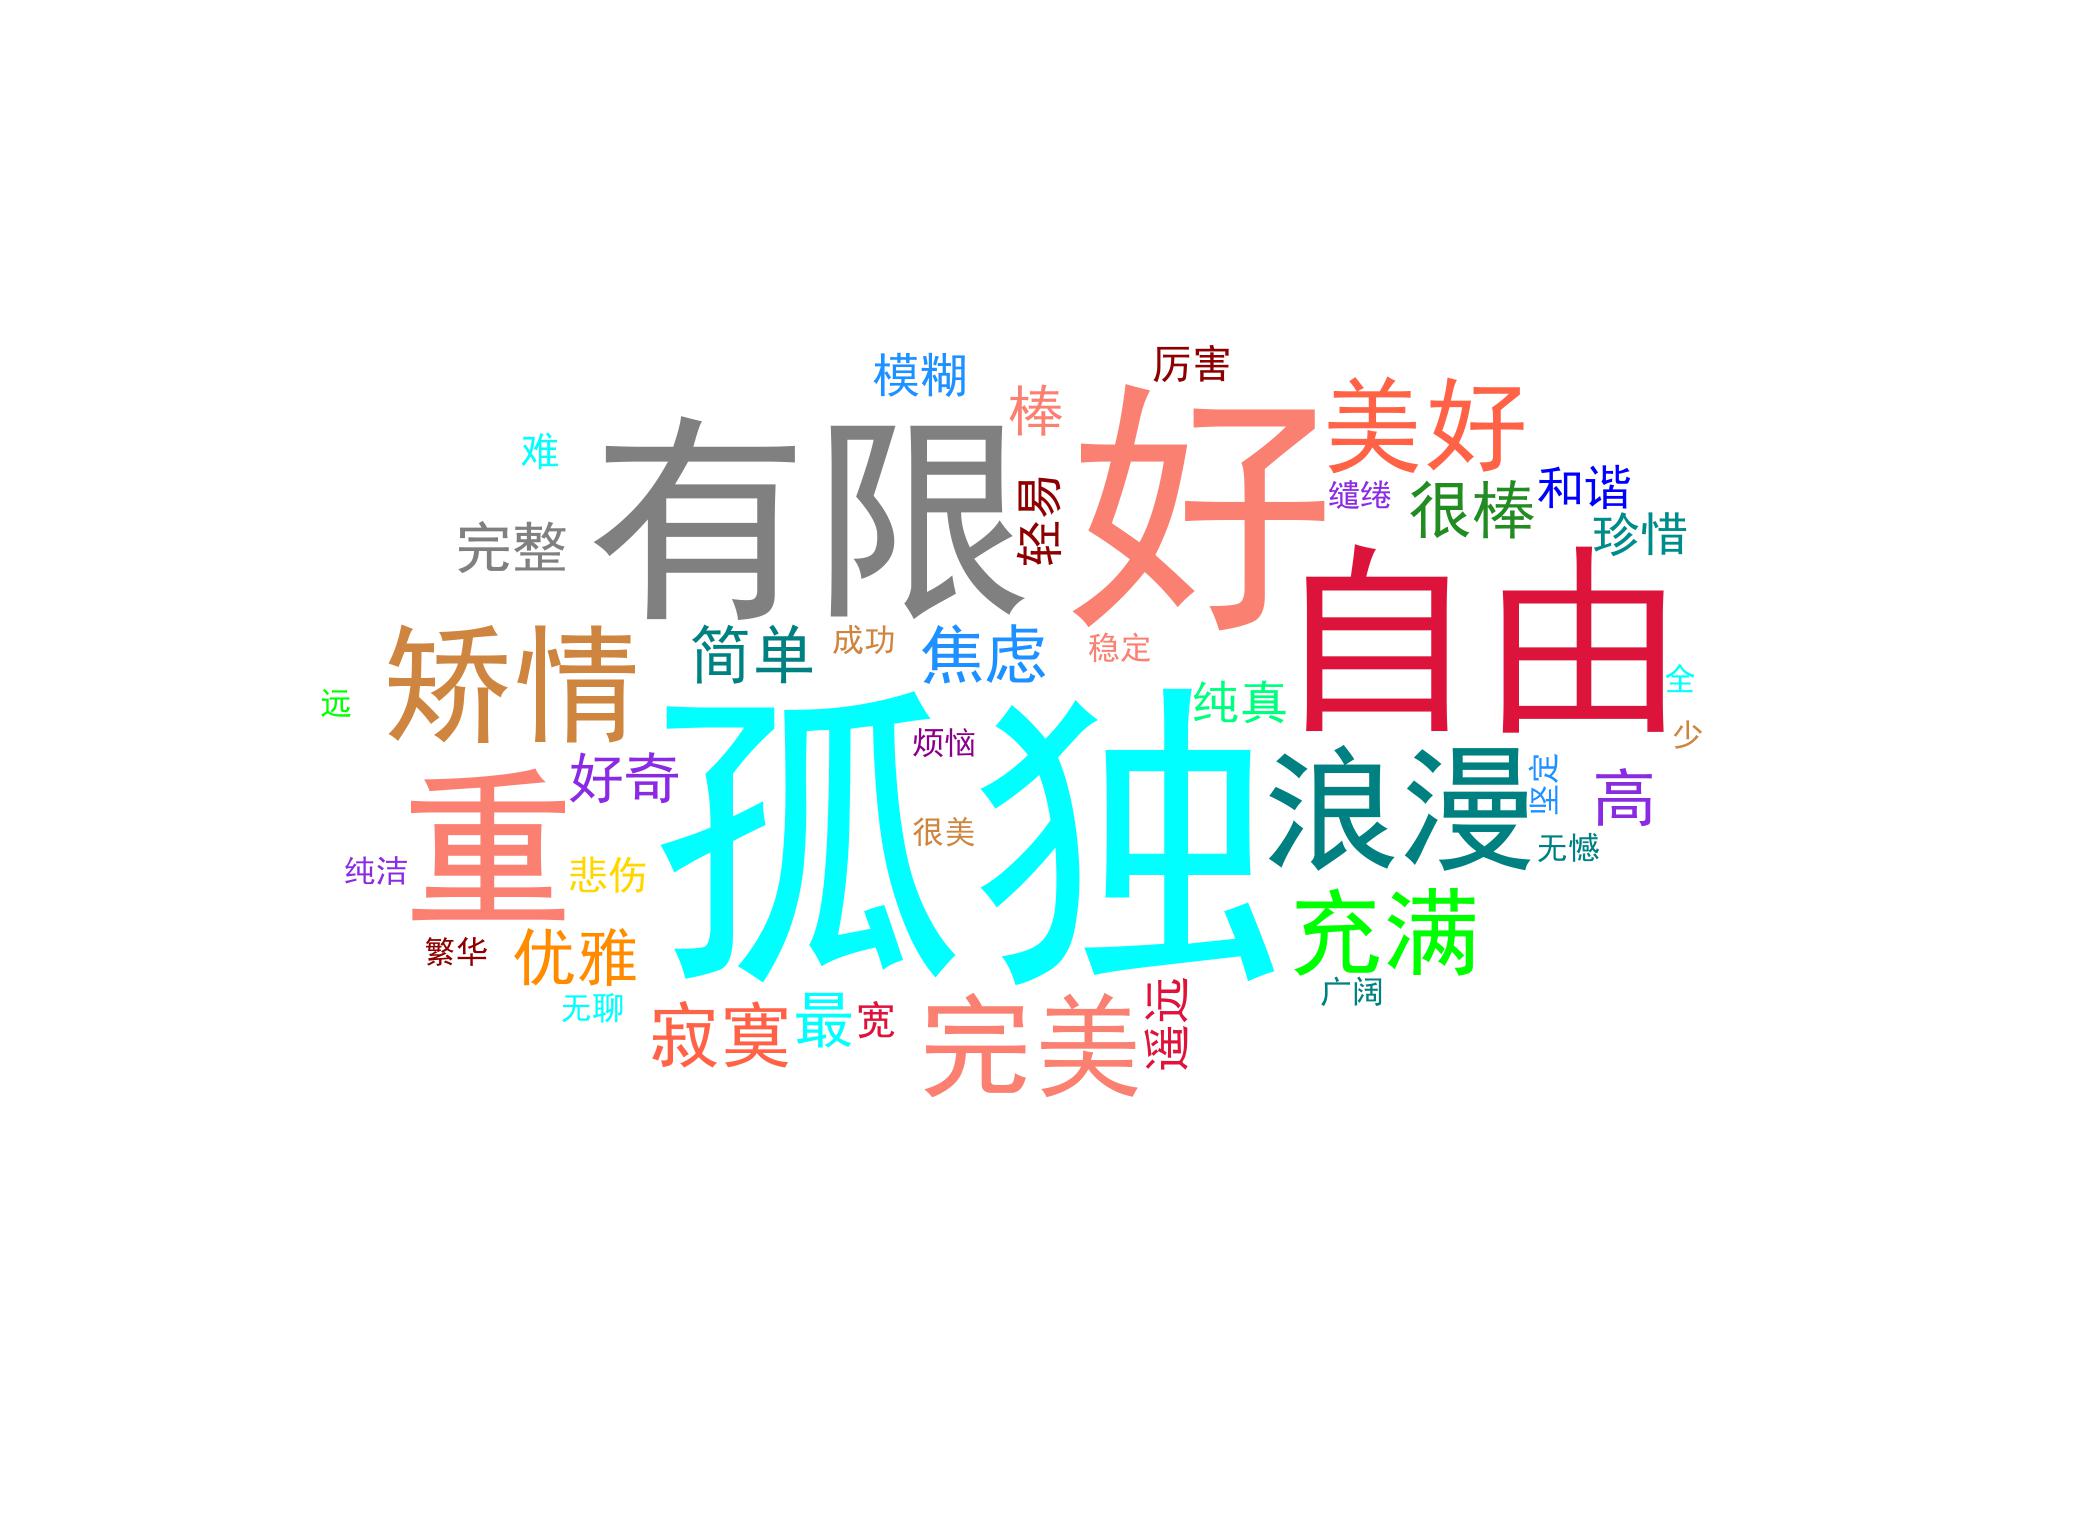 厉害
模糊
棒
美好
难
有限
好
轻易
缱绻
很棒
和谐
珍惜
完整
自由
矫情
简单
成功
焦虑
稳定
远
纯真
全
孤独
烦恼
少
好奇
重
浪漫
坚定
高
很美
无憾
纯洁
悲伤
充满
繁华
优雅
广阔
无聊
寂寞
最
宽
完美
遥远